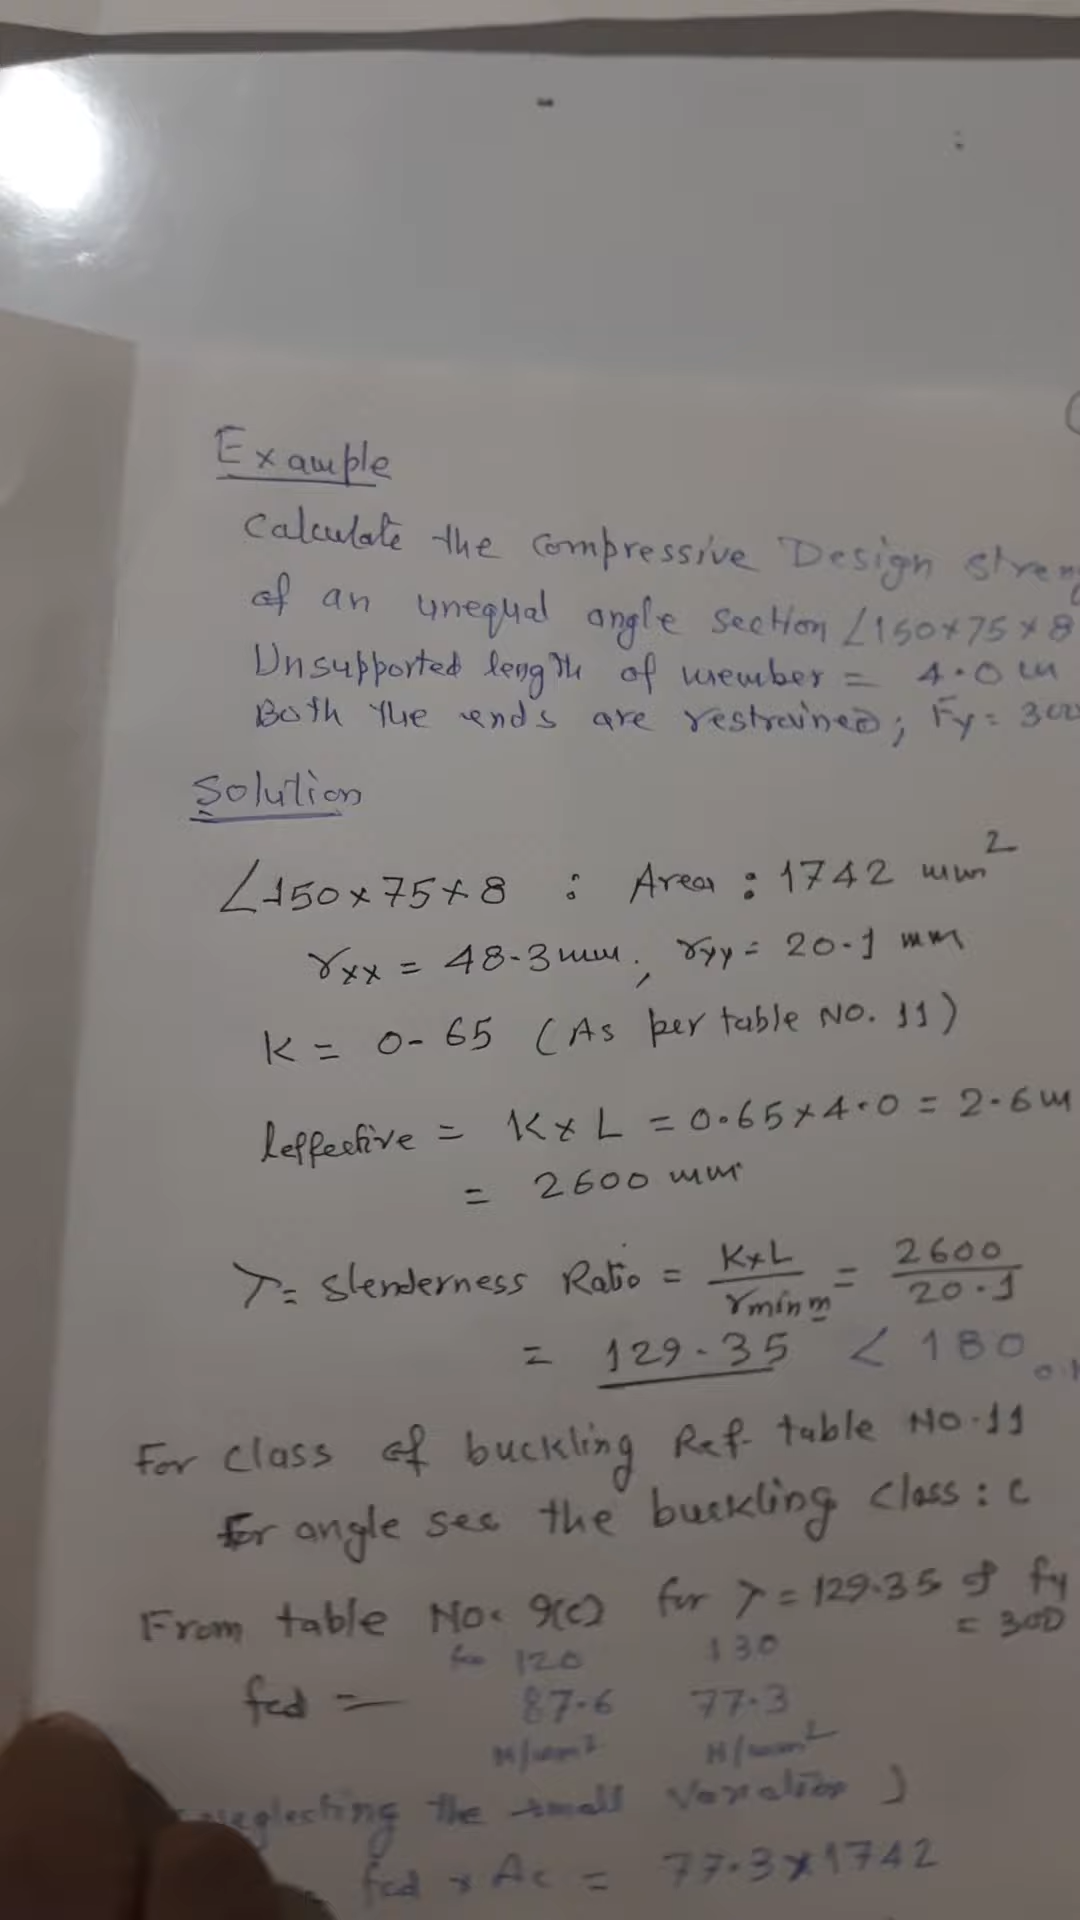 Example
Calculate the compressive Design stren
of an unequal angle section ∠150×75×8
Unsupported length of member = 4.0 m
Both the ends are restrained; Fy = 300
Solution
∠150×75×8 : Area : 1742 mm²
rxx = 48.3 mm, ryy = 20.1 mm
K = 0.65 (As per table No. 11)
leffective = K×L = 0.65×4.0 = 2.6 m
= 2600 mm
λ = Slenderness Ratio = K×L / rminm = 2600 / 20.1
= 129.35 < 180
For class of buckling Ref. table No. 11
For angle see the buckling class : c
From table No. 9(c) for λ = 129.35 & fy = 300
for 120 130
fcd = 87.6 77.3
N/mm² N/mm²
neglecting the small variation)
fcd × Ac = 77.3×1742